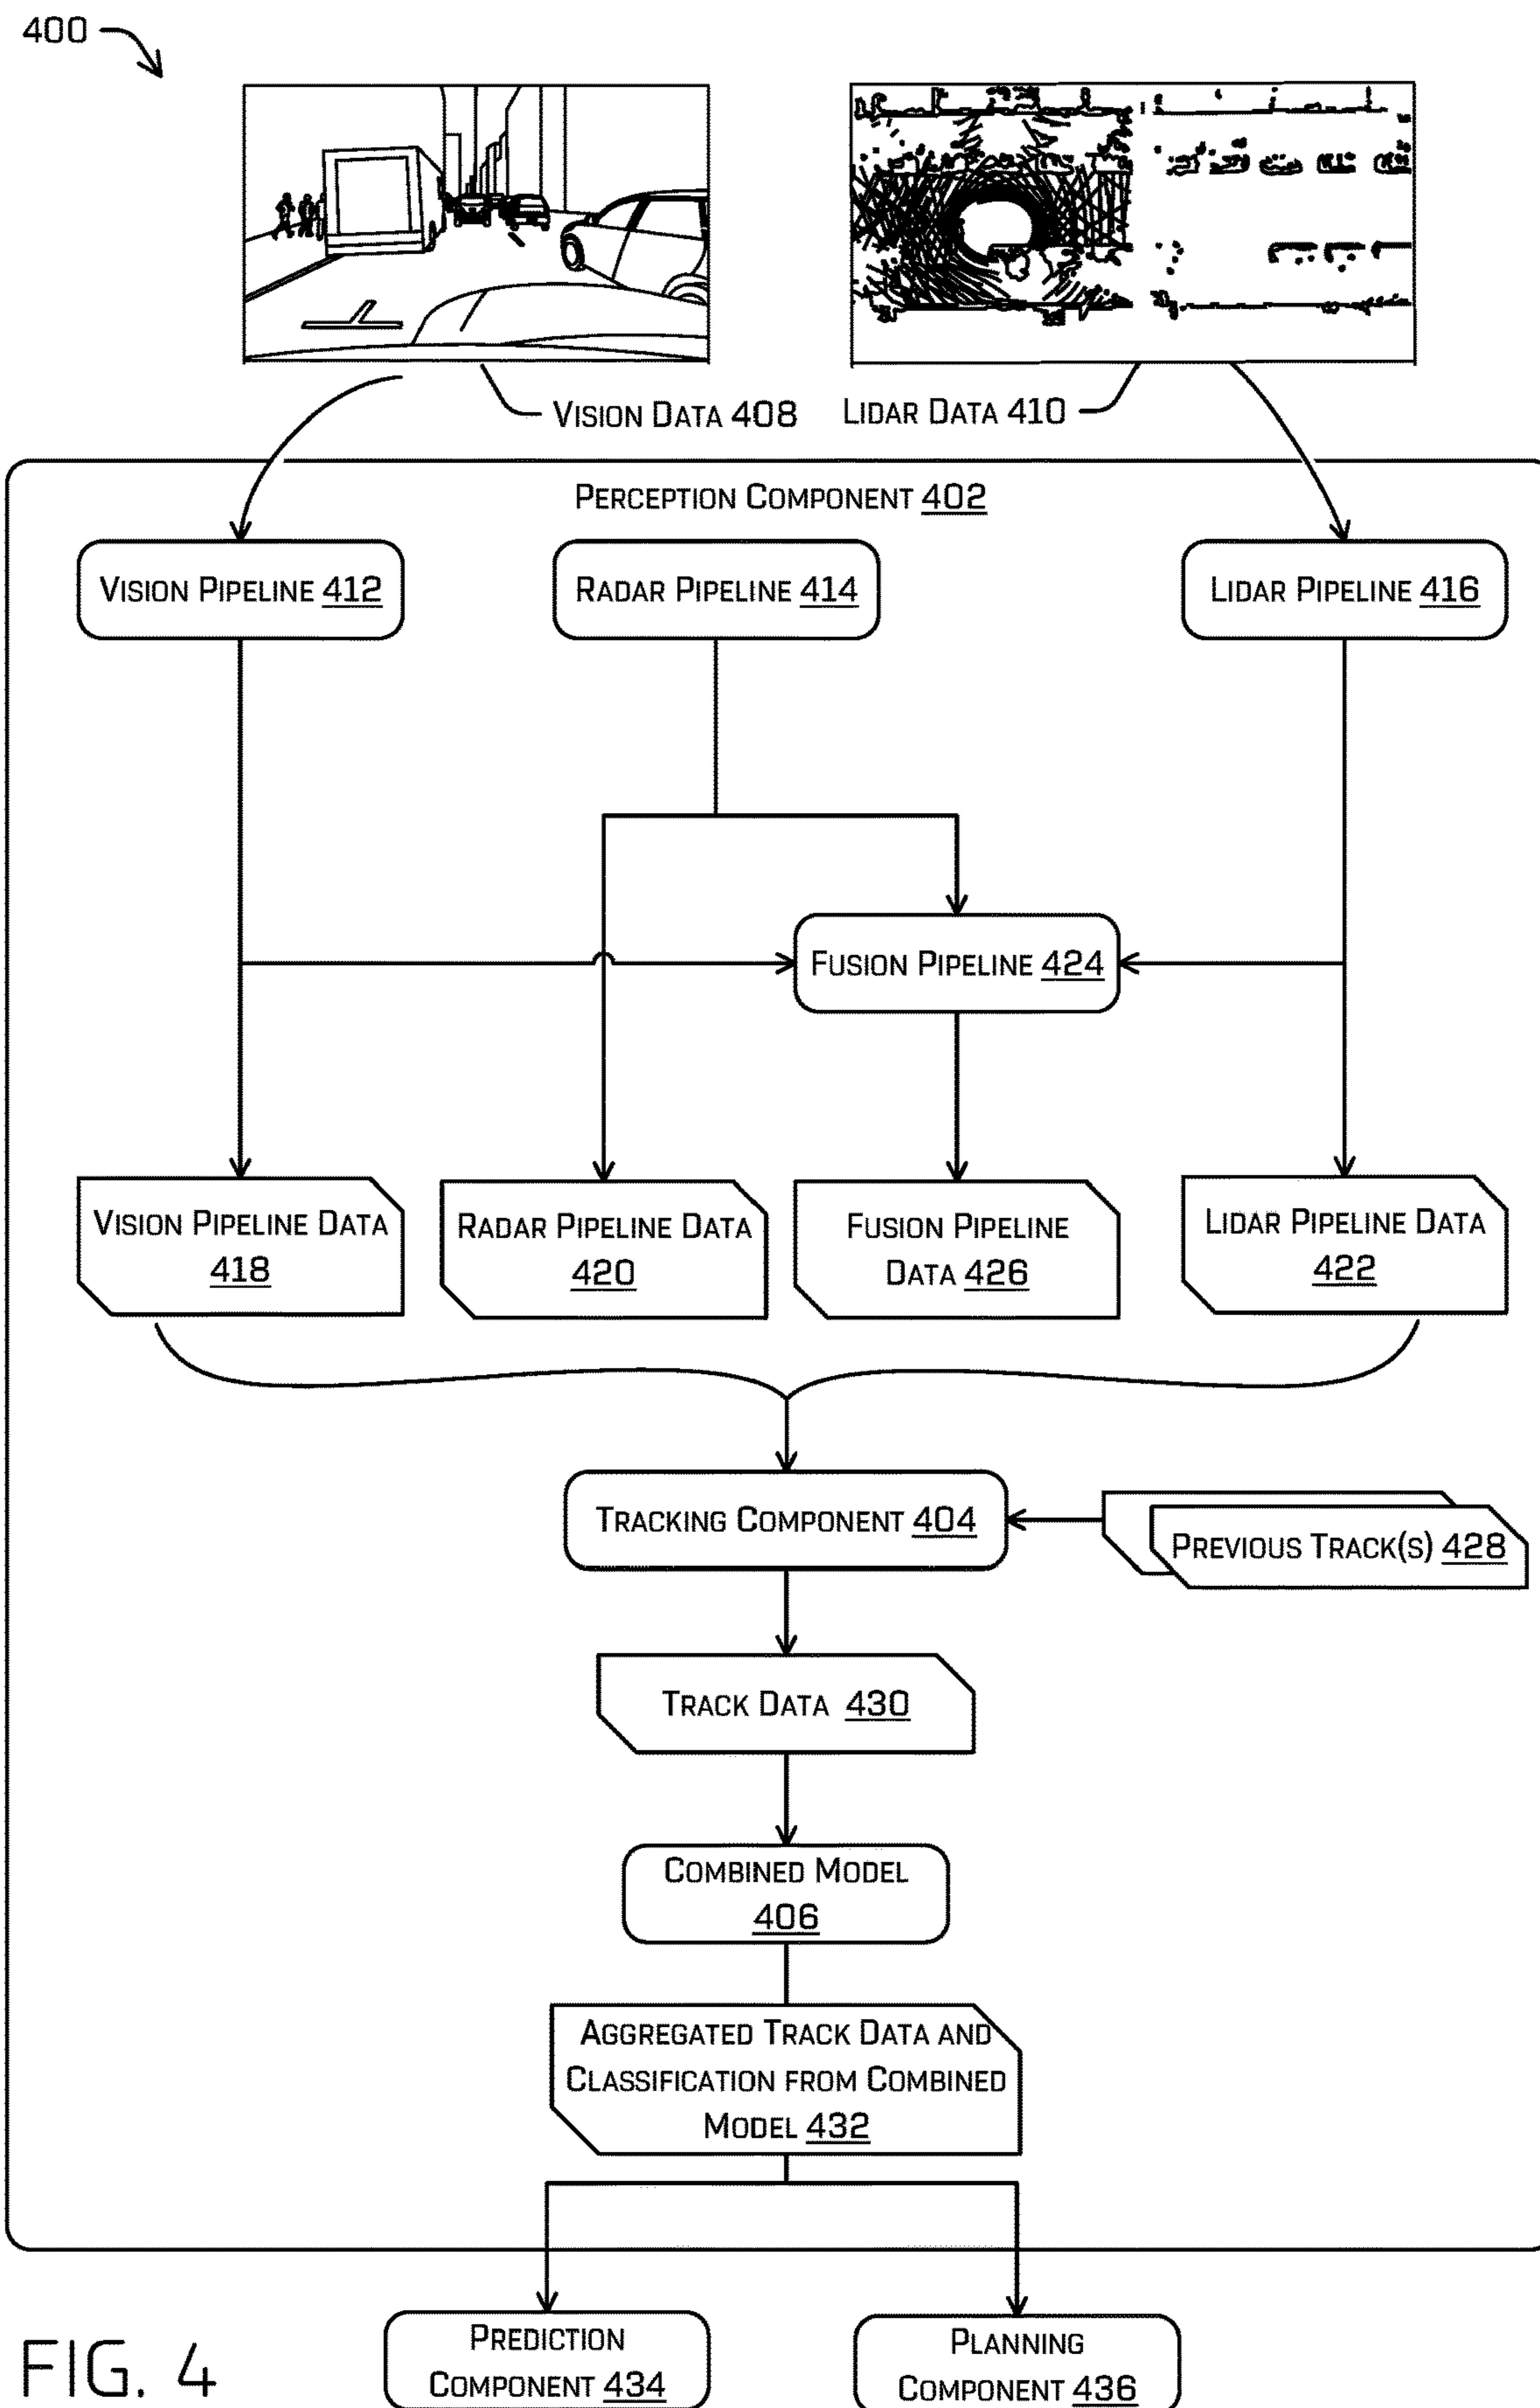 400
VISION DATA 408
LIDAR DATA 410
PERCEPTION COMPONENT 402
VISION PIPELINE 412
RADAR PIPELINE 414
LIDAR PIPELINE 416
FUSION PIPELINE 424
VISION PIPELINE DATA
418
RADAR PIPELINE DATA
420
FUSION PIPELINE
DATA 426
LIDAR PIPELINE DATA
422
TRACKING COMPONENT 404
PREVIOUS TRACK(S) 428
TRACK DATA 430
COMBINED MODEL
406
AGGREGATED TRACK DATA AND
CLASSIFICATION FROM COMBINED
MODEL 432
PREDICTION
COMPONENT 434
PLANNING
COMPONENT 436
FIG. 4